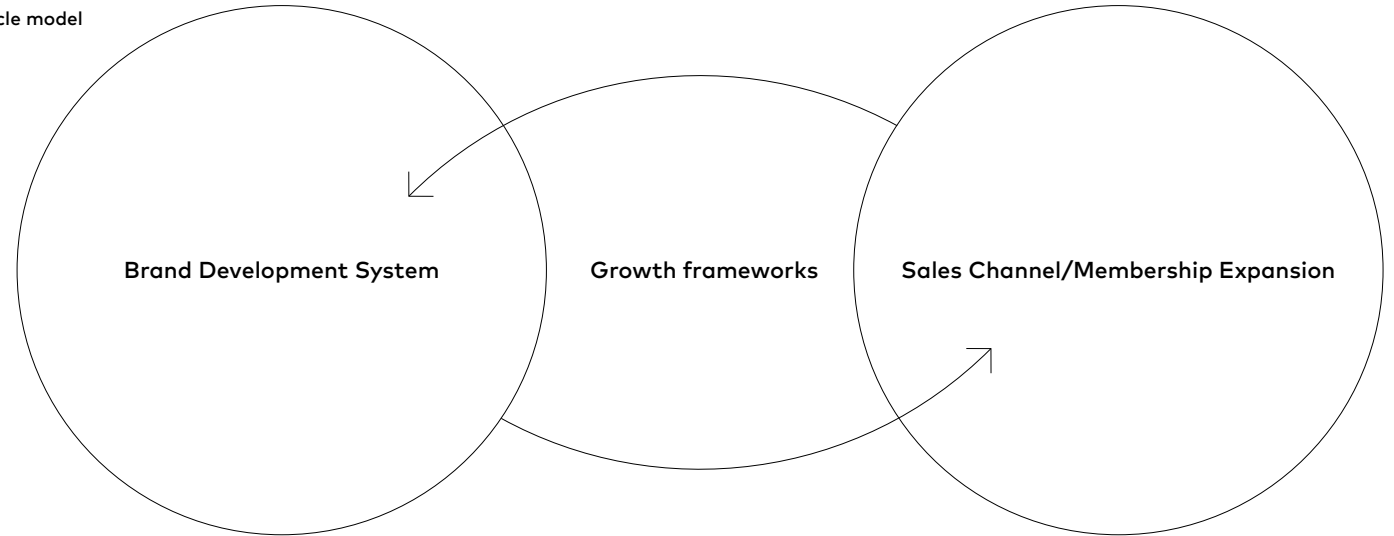 cle model
Brand Development System
Growth frameworks
Sales Channel/Membership Expansion